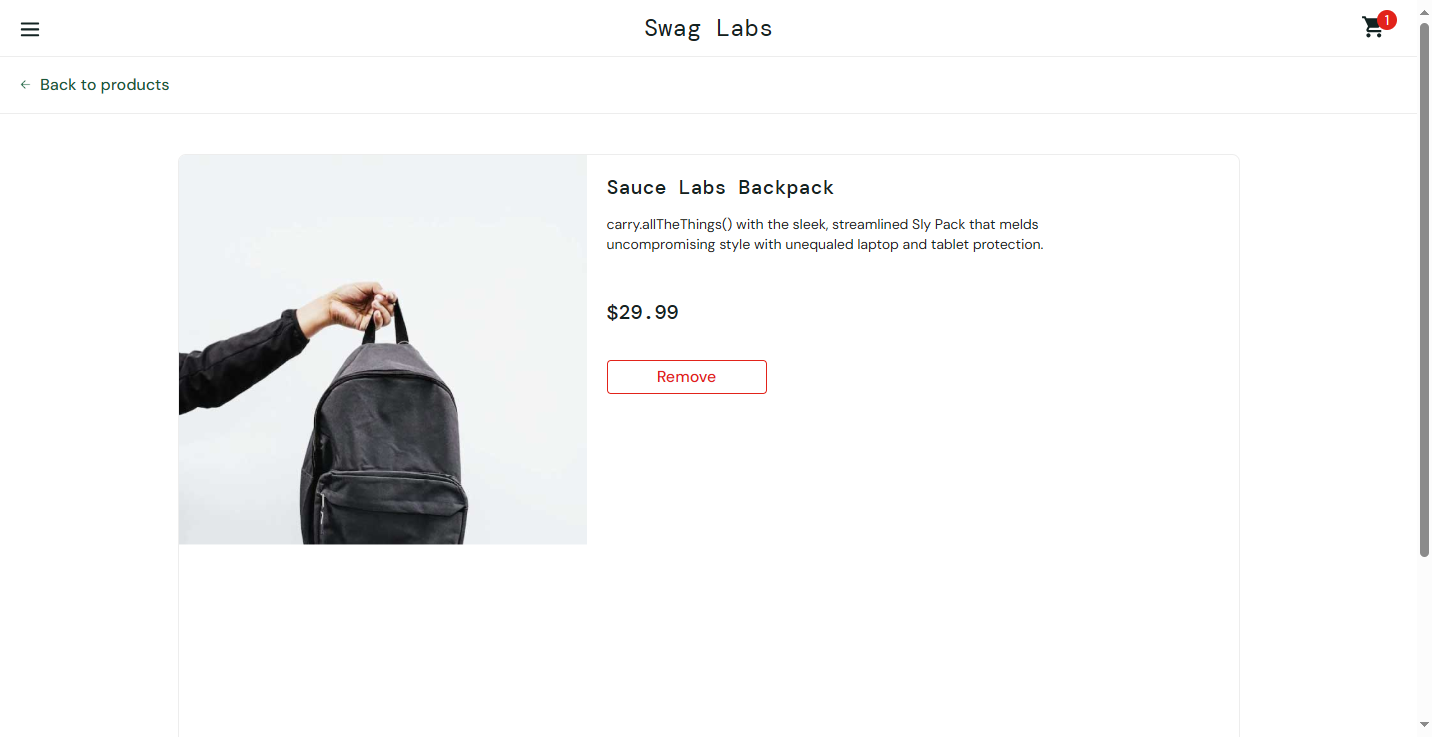 Swag Labs
1
Back to products
Sauce Labs Backpack
carry.allTheThings() with the sleek, streamlined Sly Pack that melds
uncompromising style with unequaled laptop and tablet protection.
$29.99
Remove